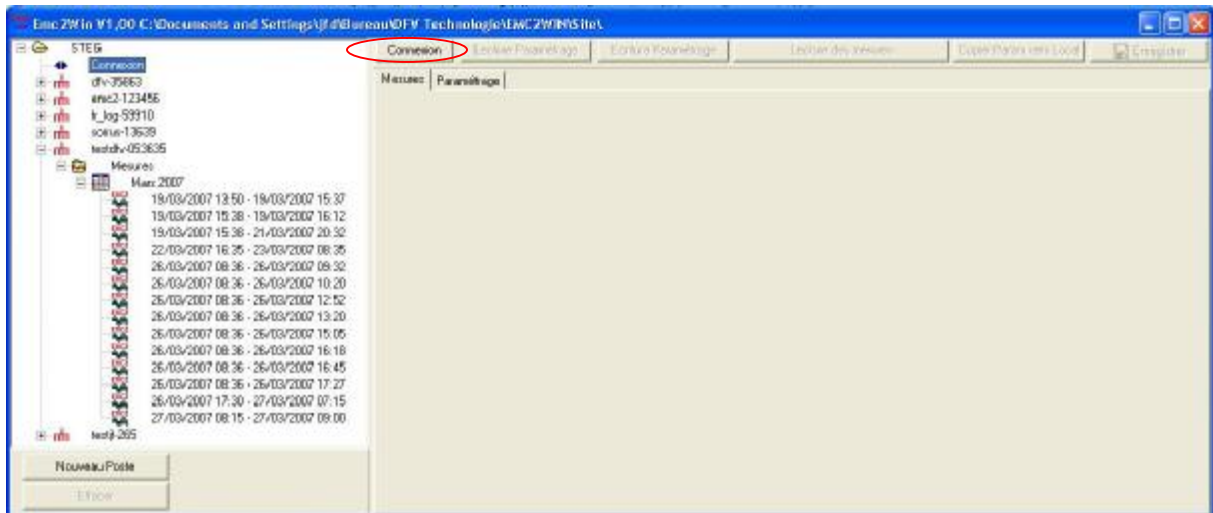 Emc2Win V1,00 C:\Documents and Settings\jfd\Bureau\DFV Technologie\EMC2WIN\Site\
STEG
Connexion
dfv-35863
emc2-123456
lr_log-59910
soirus-13639
testdfv-053635
Mesures
Mars 2007
19/03/2007 13:50 - 19/03/2007 15:37
19/03/2007 15:38 - 19/03/2007 16:12
19/03/2007 15:38 - 21/03/2007 20:32
22/03/2007 16:35 - 23/03/2007 08:35
26/03/2007 08:36 - 26/03/2007 09:32
26/03/2007 08:36 - 26/03/2007 10:20
26/03/2007 08:36 - 26/03/2007 12:52
26/03/2007 08:36 - 26/03/2007 13:20
26/03/2007 08:36 - 26/03/2007 15:05
26/03/2007 08:36 - 26/03/2007 16:18
26/03/2007 08:36 - 26/03/2007 16:45
26/03/2007 08:36 - 26/03/2007 17:27
26/03/2007 17:30 - 27/03/2007 07:15
27/03/2007 08:15 - 27/03/2007 09:00
Nouveau Poste
Effacer
Connexion Lecture Paramétrage Ecriture Paramétrage Lecture des mesures Copier Param vers Local Enregistrer
Mesures Paramétrage